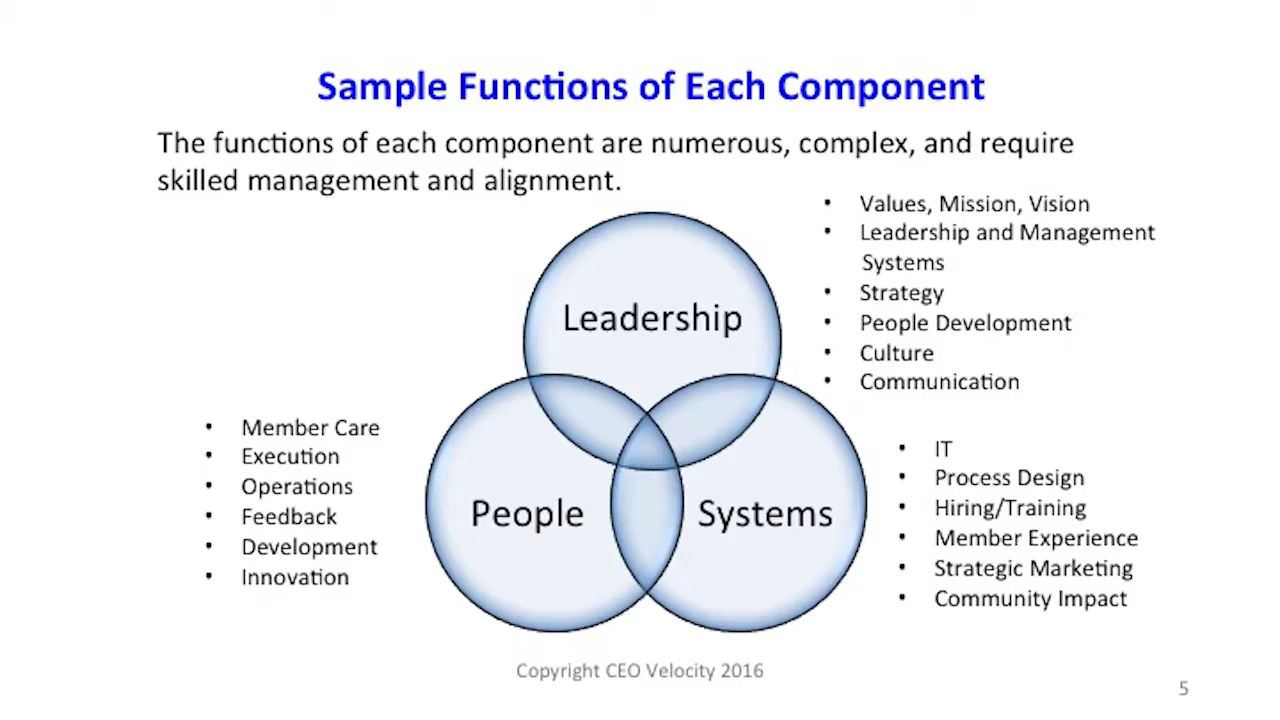 Sample Functions of Each Component
The functions of each component are numerous, complex, and require
skilled management and alignment.
• Values, Mission, Vision
• Leadership and Management
Systems
• Strategy
• People Development
• Culture
• Communication
Leadership
• Member Care
• Execution
• Operations
• Feedback
• Development
• Innovation
People
Systems
• IT
• Process Design
• Hiring/Training
• Member Experience
• Strategic Marketing
• Community Impact
Copyright CEO Velocity 2016
5